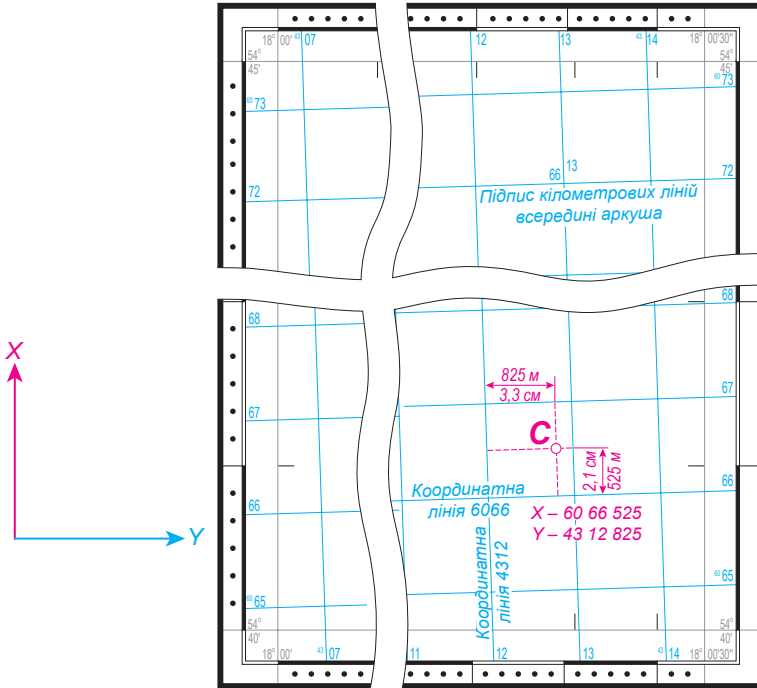 18° 00' 43 07 12 13 43 14 18° 00'30"
54° 54°
45' 45'
60 73 60 73
13
66
72 72
Підпис кілометрових ліній
всередині аркуша
68 68
X
825 м
3,3 см
67 67
C
2,1 см
525 м
Координатна
лінія 6066
66 66
X – 60 66 525
Y – 43 12 825
Y
Координатна
лінія 4312
60 65 60 65
54° 54°
40' 40'
18° 00' 43 07 11 12 13 43 14 18° 00'30"